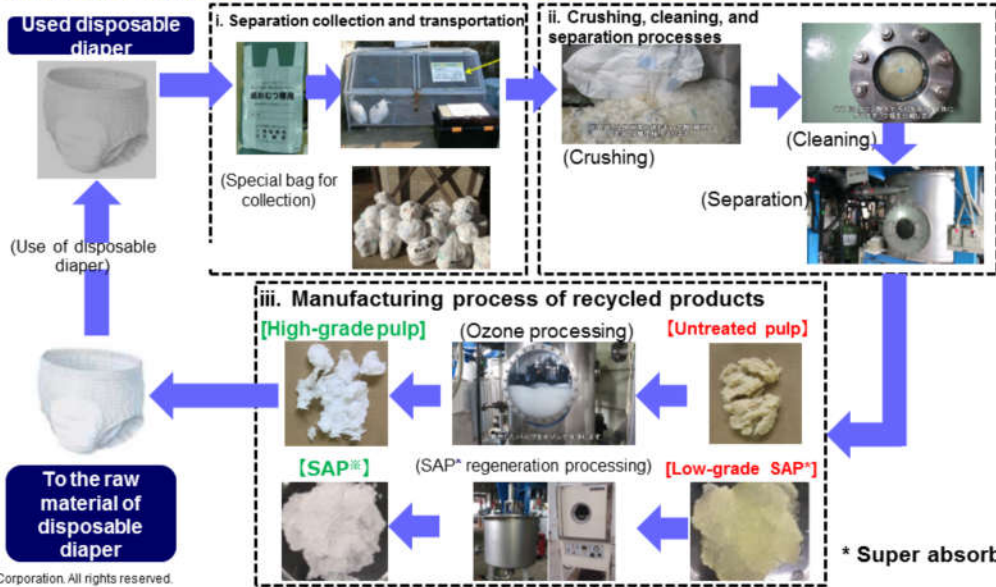 Used disposable
diaper
i. Separation collection and transportation
ii. Crushing, cleaning, and
separation processes
(Special bag for
collection)
(Crushing)
(Cleaning)
(Separation)
(Use of disposable
diaper)
iii. Manufacturing process of recycled products
[High-grade pulp]
(Ozone processing)
【Untreated pulp】
【SAP※】
(SAP* regeneration processing)
[Low-grade SAP*]
To the raw
material of
disposable
diaper
* Super absorb
Corporation. All rights reserved.